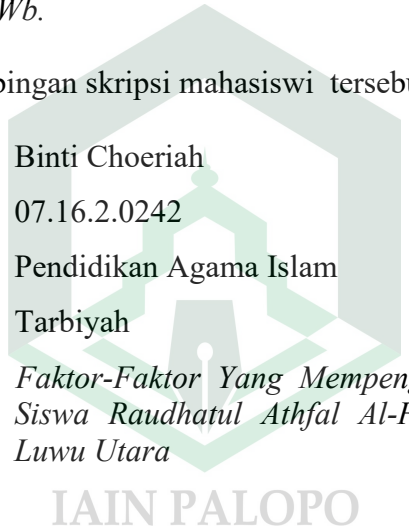 Wb.
bingan skripsi mahasiswi tersebu
Binti Choeriah
07.16.2.0242
Pendidikan Agama Islam
Tarbiyah
Faktor-Faktor Yang Mempeng
Siswa Raudhatul Athfal Al-F
Luwu Utara
IAIN PALOPO